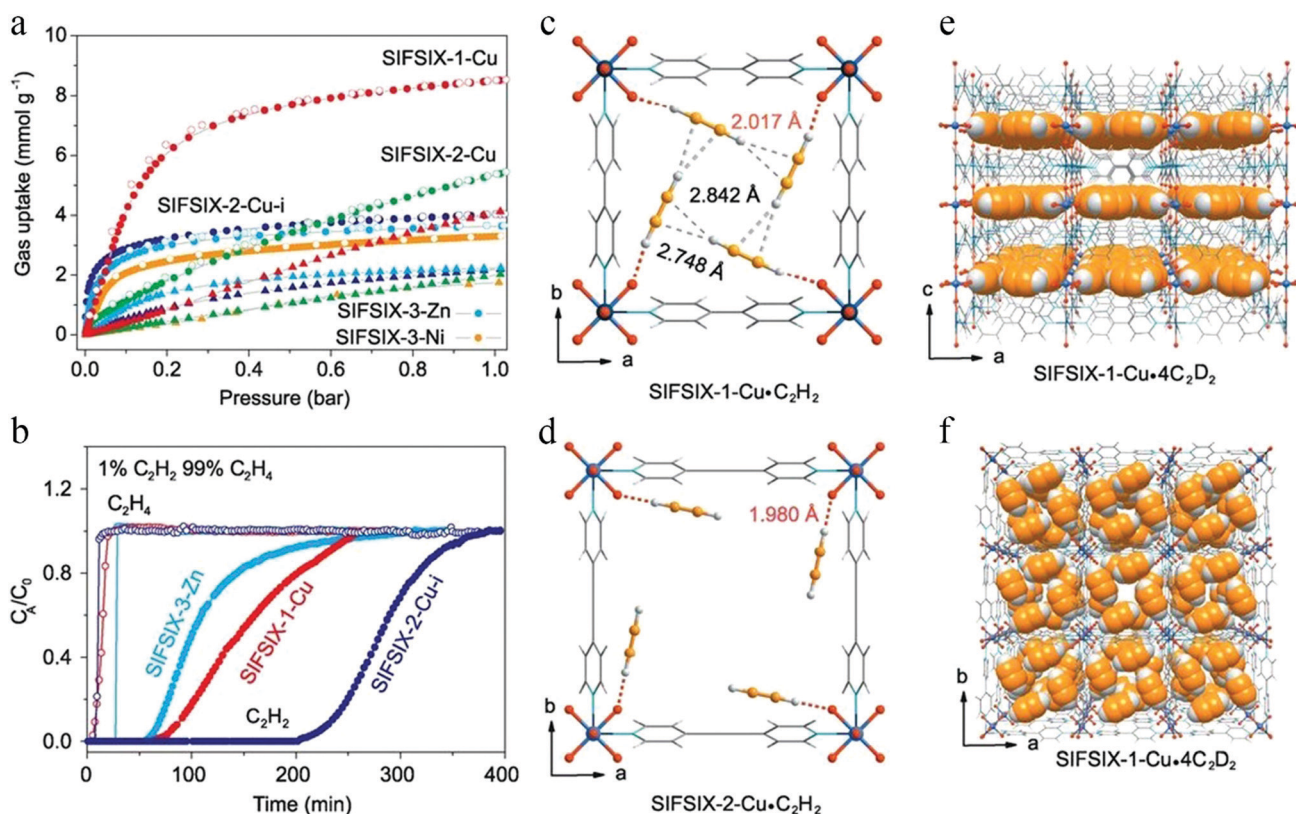 a
Gas uptake (mmol g⁻¹)
10
8
6
4
2
0
SIFSIX-1-Cu
SIFSIX-2-Cu
SIFSIX-2-Cu-i
SIFSIX-3-Zn
SIFSIX-3-Ni
0.0 0.2 0.4 0.6 0.8 1.0
Pressure (bar)
b
C_A/C_0
1.2
0.8
0.4
0.0
1% C₂H₂ 99% C₂H₄
C₂H₄
SIFSIX-3-Zn
SIFSIX-1-Cu
SIFSIX-2-Cu-i
C₂H₂
0 100 200 300 400
Time (min)
c
2.017 Å
2.842 Å
2.748 Å
b
a
SIFSIX-1-Cu•C₂H₂
d
1.980 Å
b
a
SIFSIX-2-Cu•C₂H₂
e
c
a
SIFSIX-1-Cu•4C₂D₂
f
b
a
SIFSIX-1-Cu•4C₂D₂